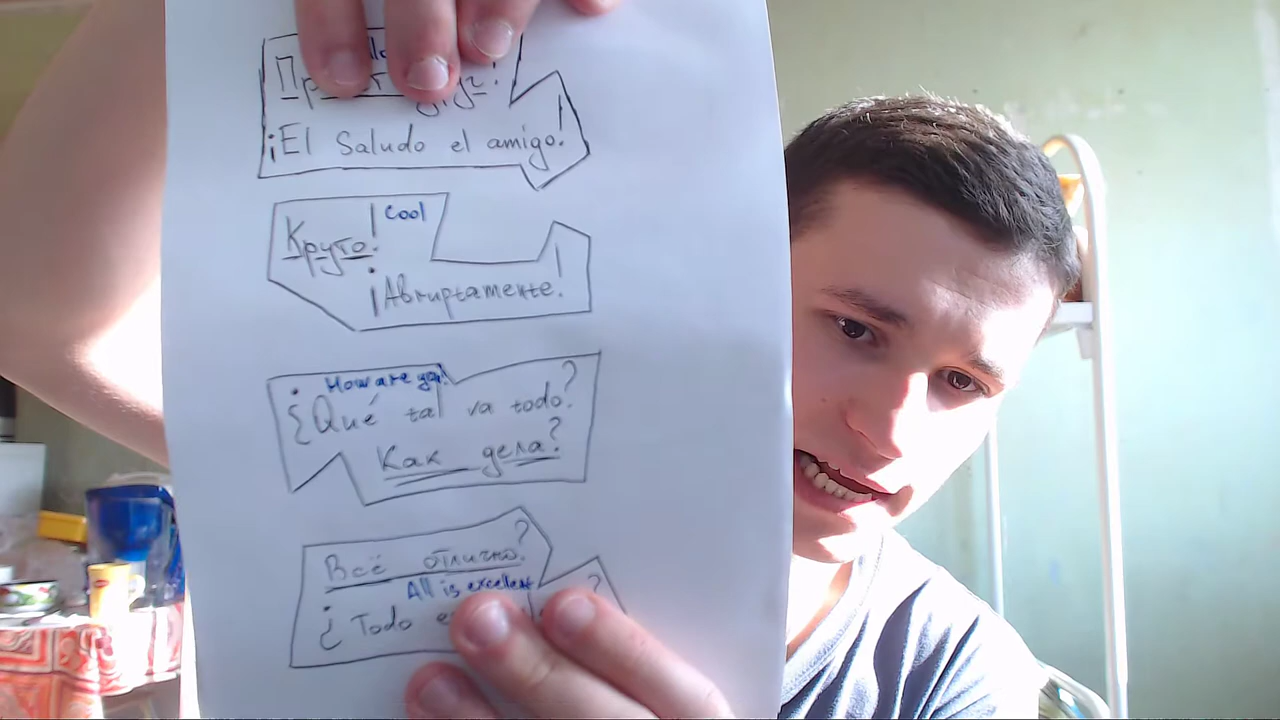 ¡El Saludo el amigo!
Круто! Cool
¡Abruptamente!
How are you?
¿Qué tal va todo?
Как дела?
Всё отлично?
All is excellent
¿ Todo ?